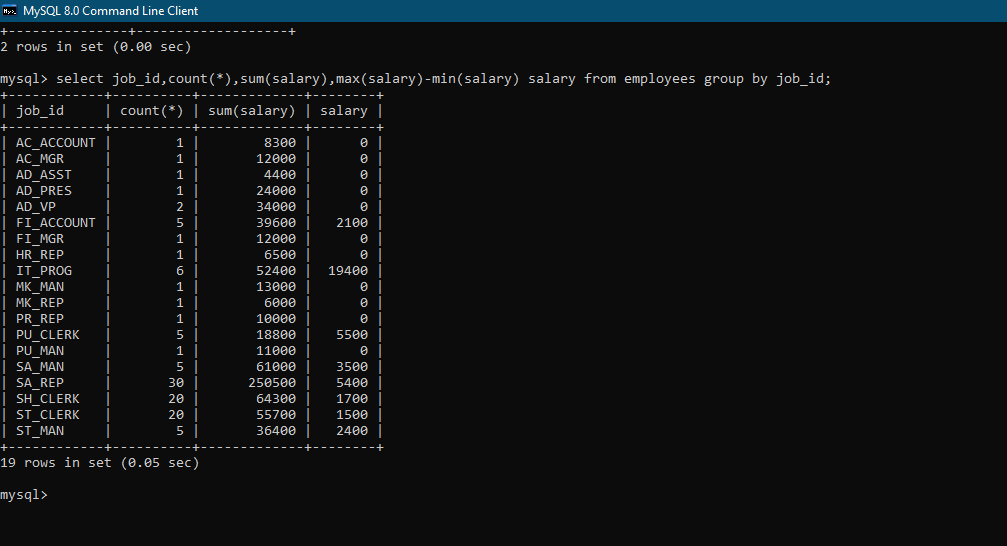 MySQL 8.0 Command Line Client
+---------------+-------------------+
2 rows in set (0.00 sec)
mysql> select job_id,count(*),sum(salary),max(salary)-min(salary) salary from employees group by job_id;
+------------+----------+-------------+--------+
| job_id     | count(*) | sum(salary) | salary |
+------------+----------+-------------+--------+
| AC_ACCOUNT |        1 |        8300 |      0 |
| AC_MGR     |        1 |       12000 |      0 |
| AD_ASST    |        1 |        4400 |      0 |
| AD_PRES    |        1 |       24000 |      0 |
| AD_VP      |        2 |       34000 |      0 |
| FI_ACCOUNT |        5 |       39600 |   2100 |
| FI_MGR     |        1 |       12000 |      0 |
| HR_REP     |        1 |        6500 |      0 |
| IT_PROG    |        6 |       52400 |  19400 |
| MK_MAN     |        1 |       13000 |      0 |
| MK_REP     |        1 |        6000 |      0 |
| PR_REP     |        1 |       10000 |      0 |
| PU_CLERK   |        5 |       18800 |   5500 |
| PU_MAN     |        1 |       11000 |      0 |
| SA_MAN     |        5 |       61000 |   3500 |
| SA_REP     |       30 |      250500 |   5400 |
| SH_CLERK   |       20 |       64300 |   1700 |
| ST_CLERK   |       20 |       55700 |   1500 |
| ST_MAN     |        5 |       36400 |   2400 |
+------------+----------+-------------+--------+
19 rows in set (0.05 sec)
mysql>